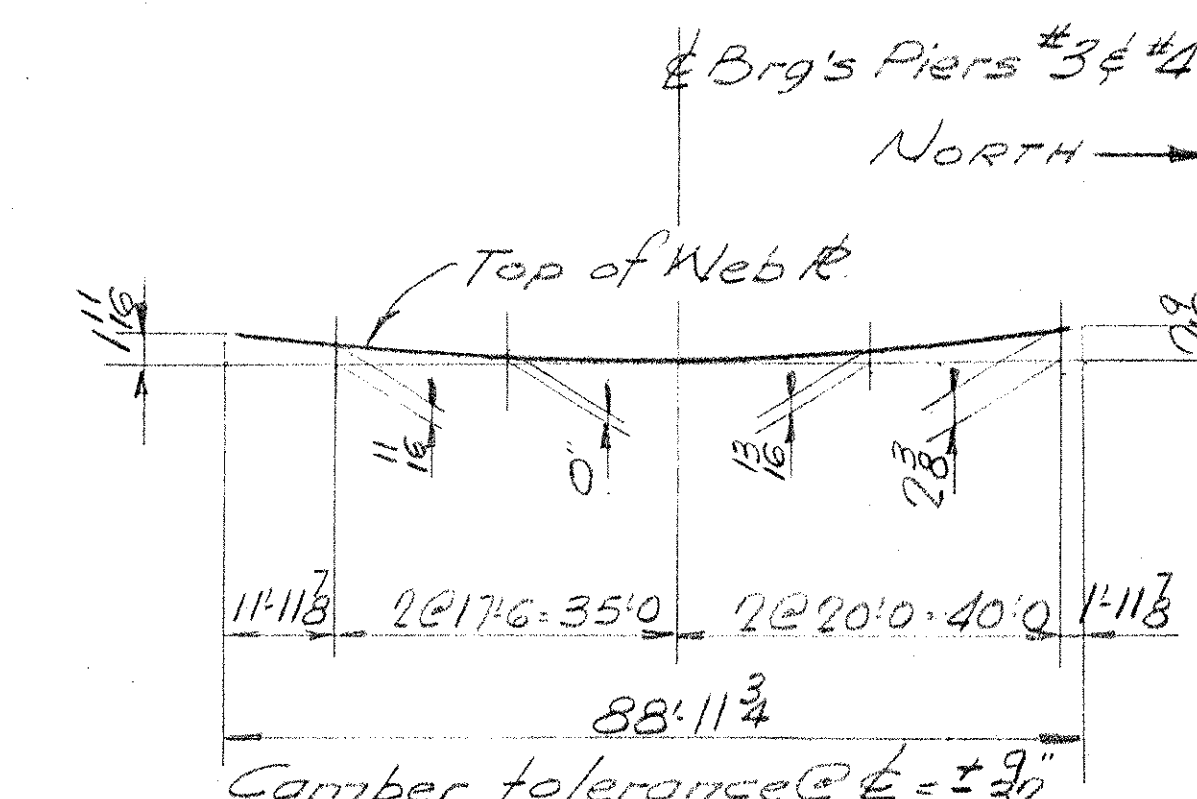 ℄ Brg's Piers #3 & #4
NORTH
Top of Web ℞.
1 11/16
11/16
0"
13/16
2 3/8
11'-11 7/8
2@17'-6=35'-0
2@20'-0=40'-0
1'-11 7/8
88'-11 3/4
Camber tolerance @ ℄ = ±